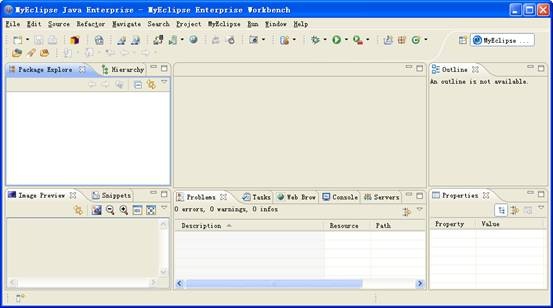 MyEclipse Java Enterprise - MyEclipse Enterprise Workbench
File Edit Source Refactor Navigate Search Project MyEclipse Run Window Help
MyEclipse ...
Package Explore
Hierarchy
Outline
An outline is not available.
Image Preview
Snippets
Problems
Tasks
Web Brow
Console
Servers
0 errors, 0 warnings, 0 infos
Description
Resource
Path
Properties
Property
Value